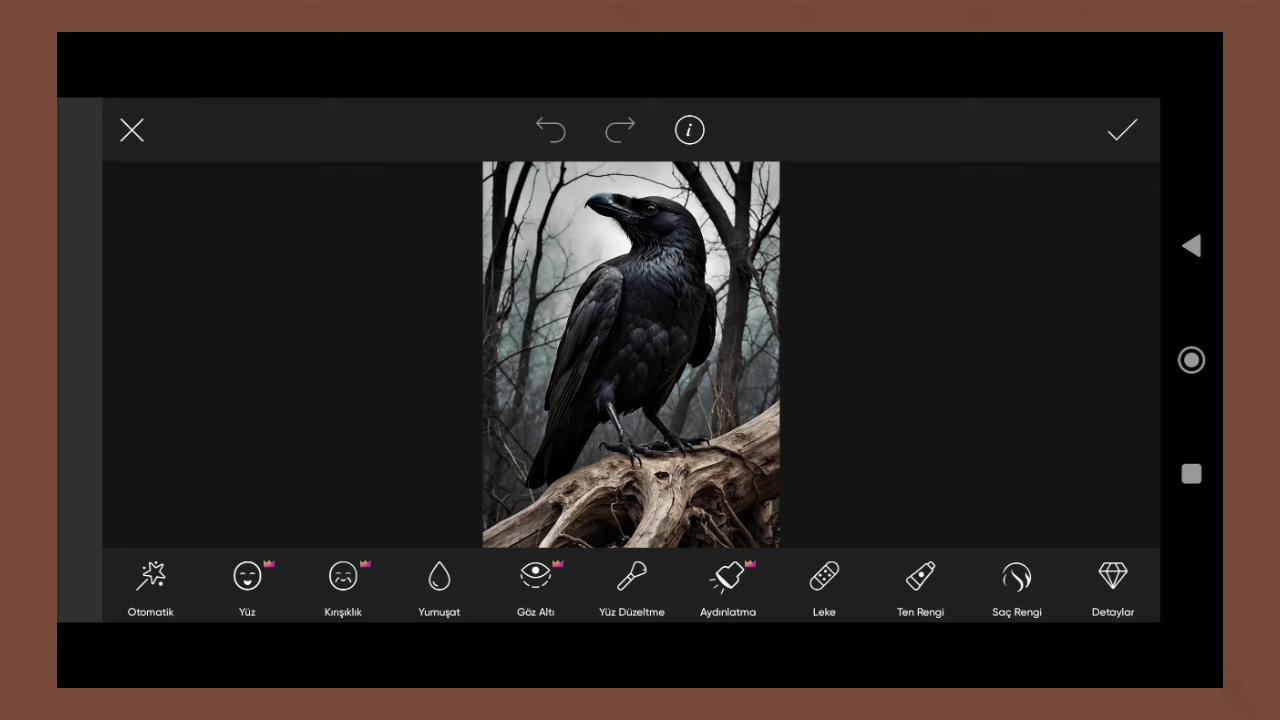 Otomatik
Yüz
Kırışıklık
Yumuşat
Göz Altı
Yüz Düzeltme
Aydınlatma
Leke
Ten Rengi
Saç Rengi
Detaylar